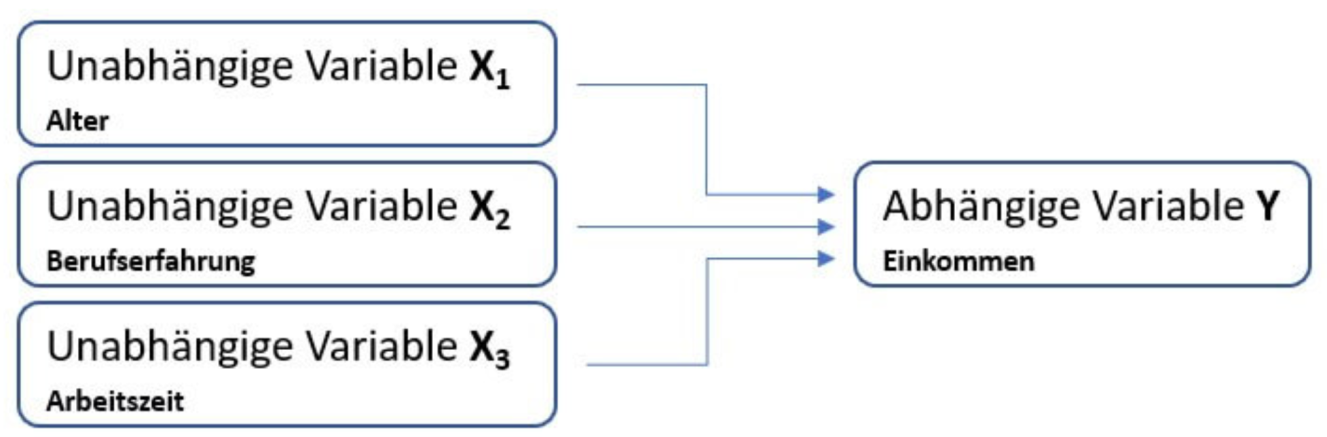 Unabhängige Variable X₁
Alter
Unabhängige Variable X₂
Berufserfahrung
Unabhängige Variable X₃
Arbeitszeit
Abhängige Variable Y
Einkommen